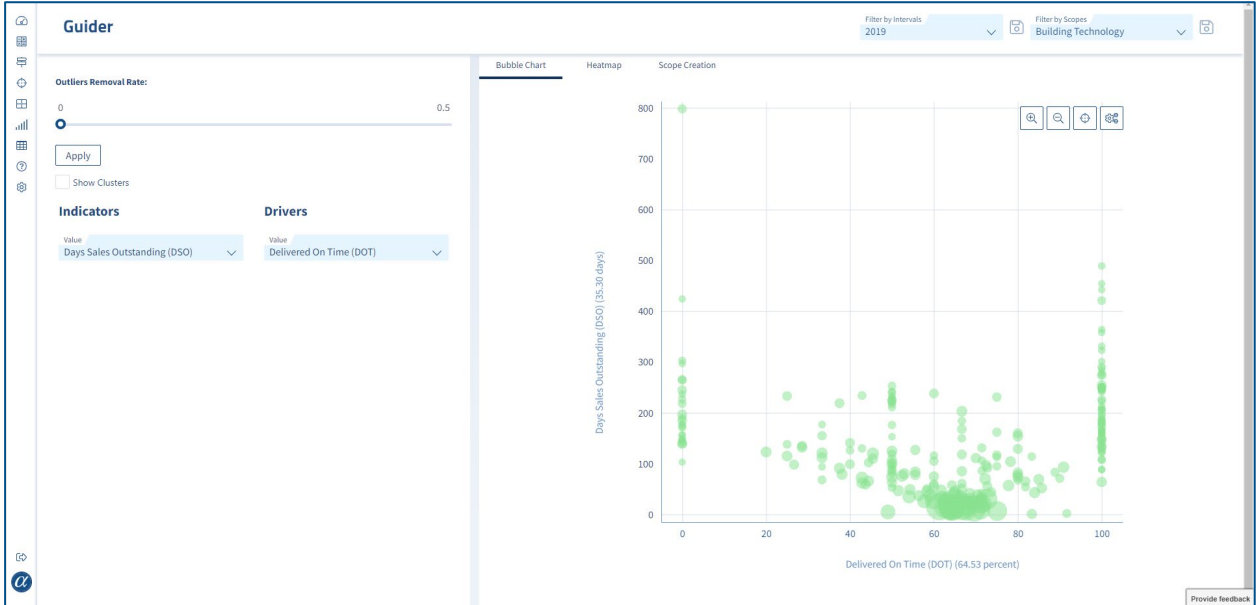 Guider
Filter by Intervals
2019
Filter by Scopes
Building Technology
Outliers Removal Rate:
0 0.5
Apply
Show Clusters
Indicators
Drivers
Value
Days Sales Outstanding (DSO)
Value
Delivered On Time (DOT)
Bubble Chart Heatmap Scope Creation
800
700
600
500
400
300
200
100
0
Days Sales Outstanding (DSO) (35.30 days)
0 20 40 60 80 100
Delivered On Time (DOT) (64.53 percent)
α
Provide feedback